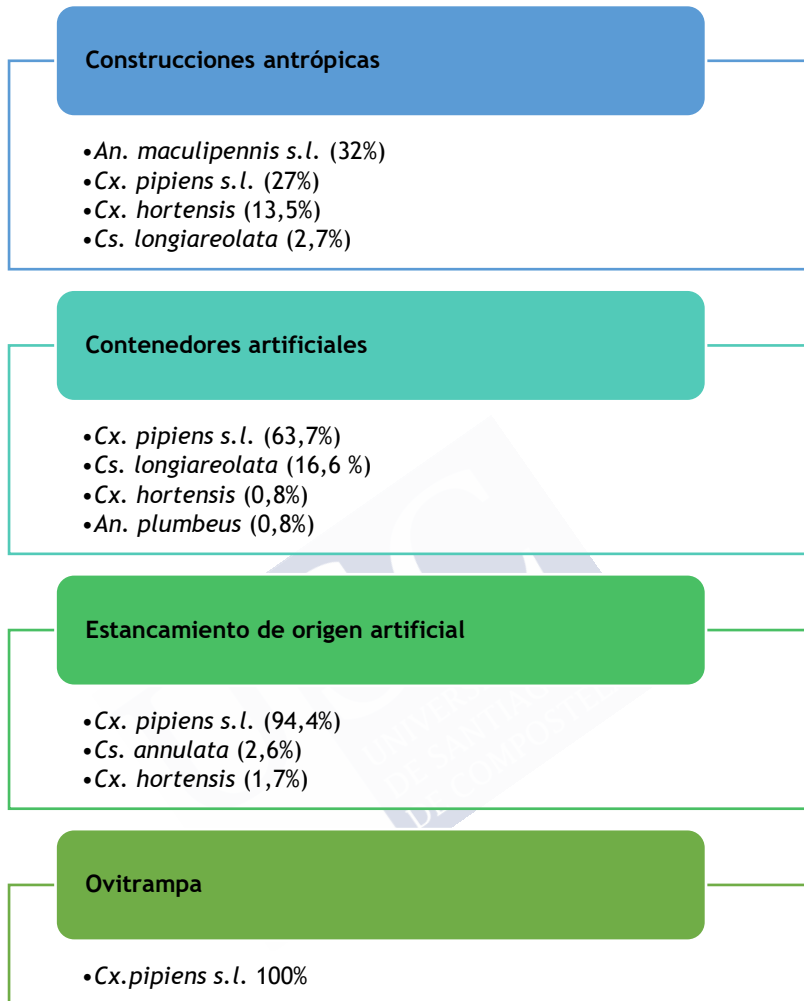 Construcciones antrópicas
•An. maculipennis s.l. (32%)
•Cx. pipiens s.l. (27%)
•Cx. hortensis (13,5%)
•Cs. longiareolata (2,7%)
Contenedores artificiales
•Cx. pipiens s.l. (63,7%)
•Cs. longiareolata (16,6 %)
•Cx. hortensis (0,8%)
•An. plumbeus (0,8%)
Estancamiento de origen artificial
•Cx. pipiens s.l. (94,4%)
•Cs. annulata (2,6%)
•Cx. hortensis (1,7%)
Ovitrampa
•Cx.pipiens s.l. 100%